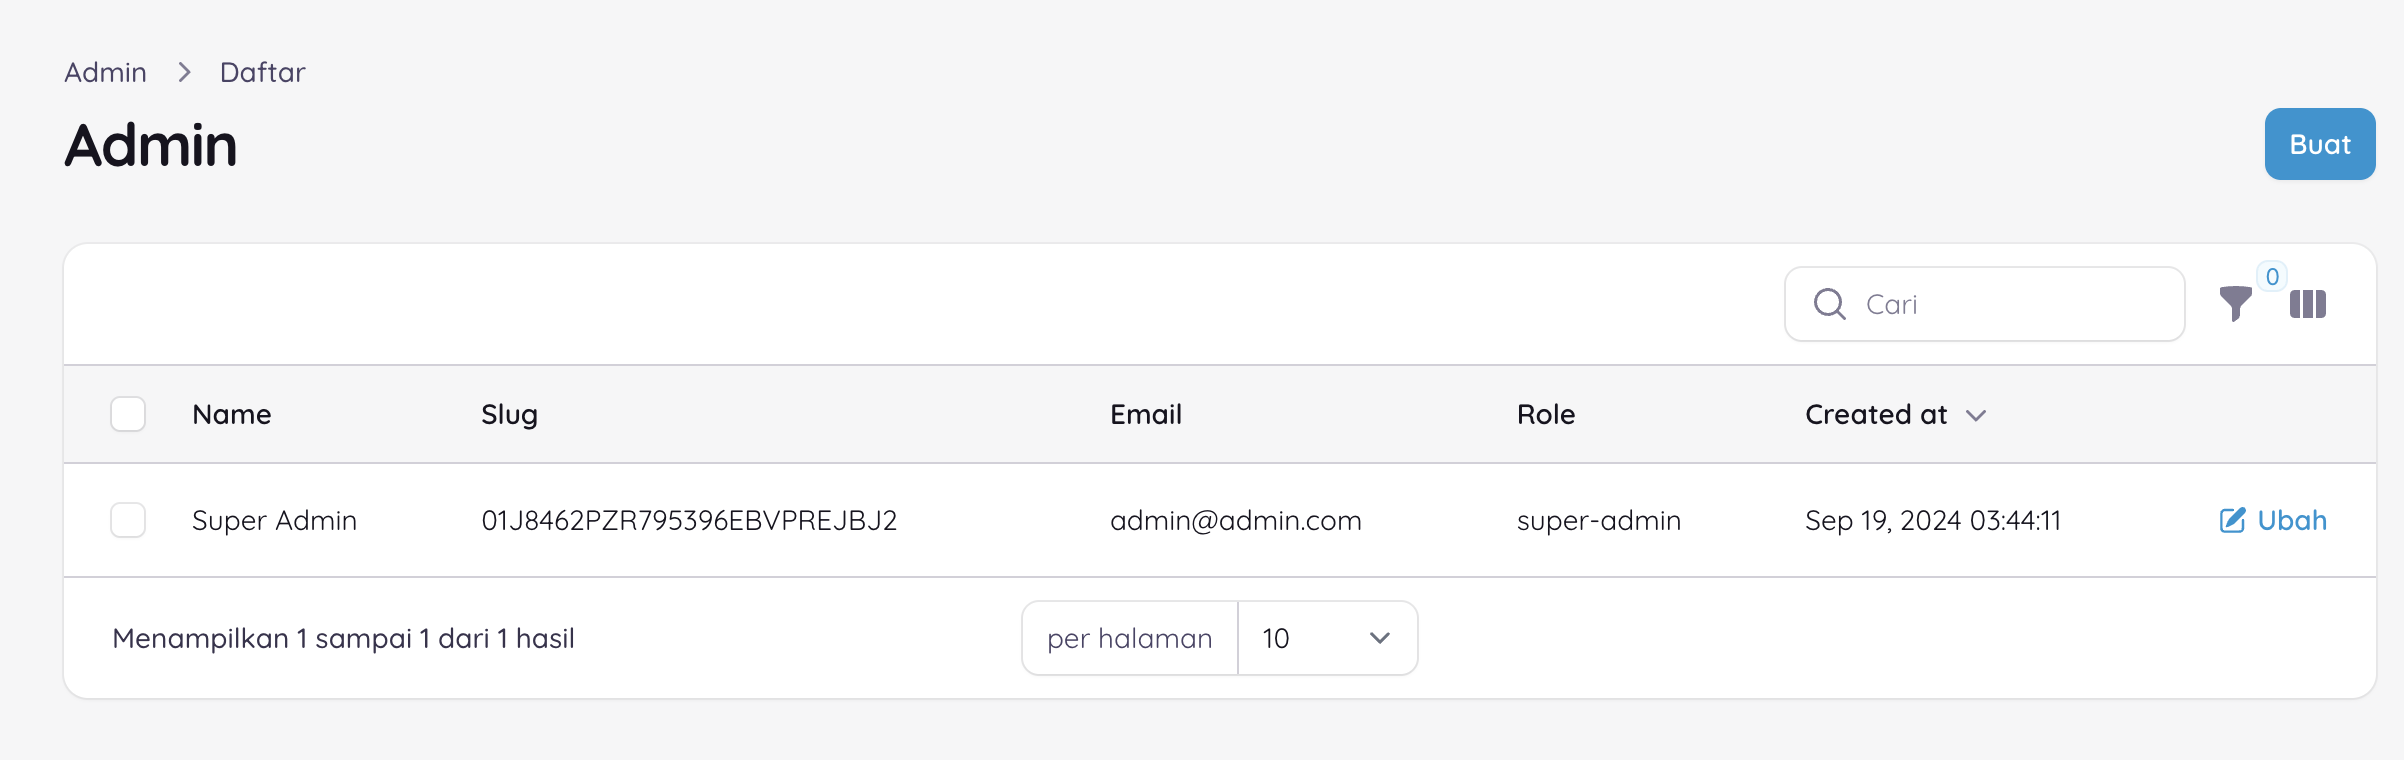 Admin > Daftar
Admin
Buat
Cari
0
Name Slug Email Role Created at
Super Admin 01J8462PZR795396EBVPREJBJ2 admin@admin.com super-admin Sep 19, 2024 03:44:11 Ubah
Menampilkan 1 sampai 1 dari 1 hasil per halaman 10